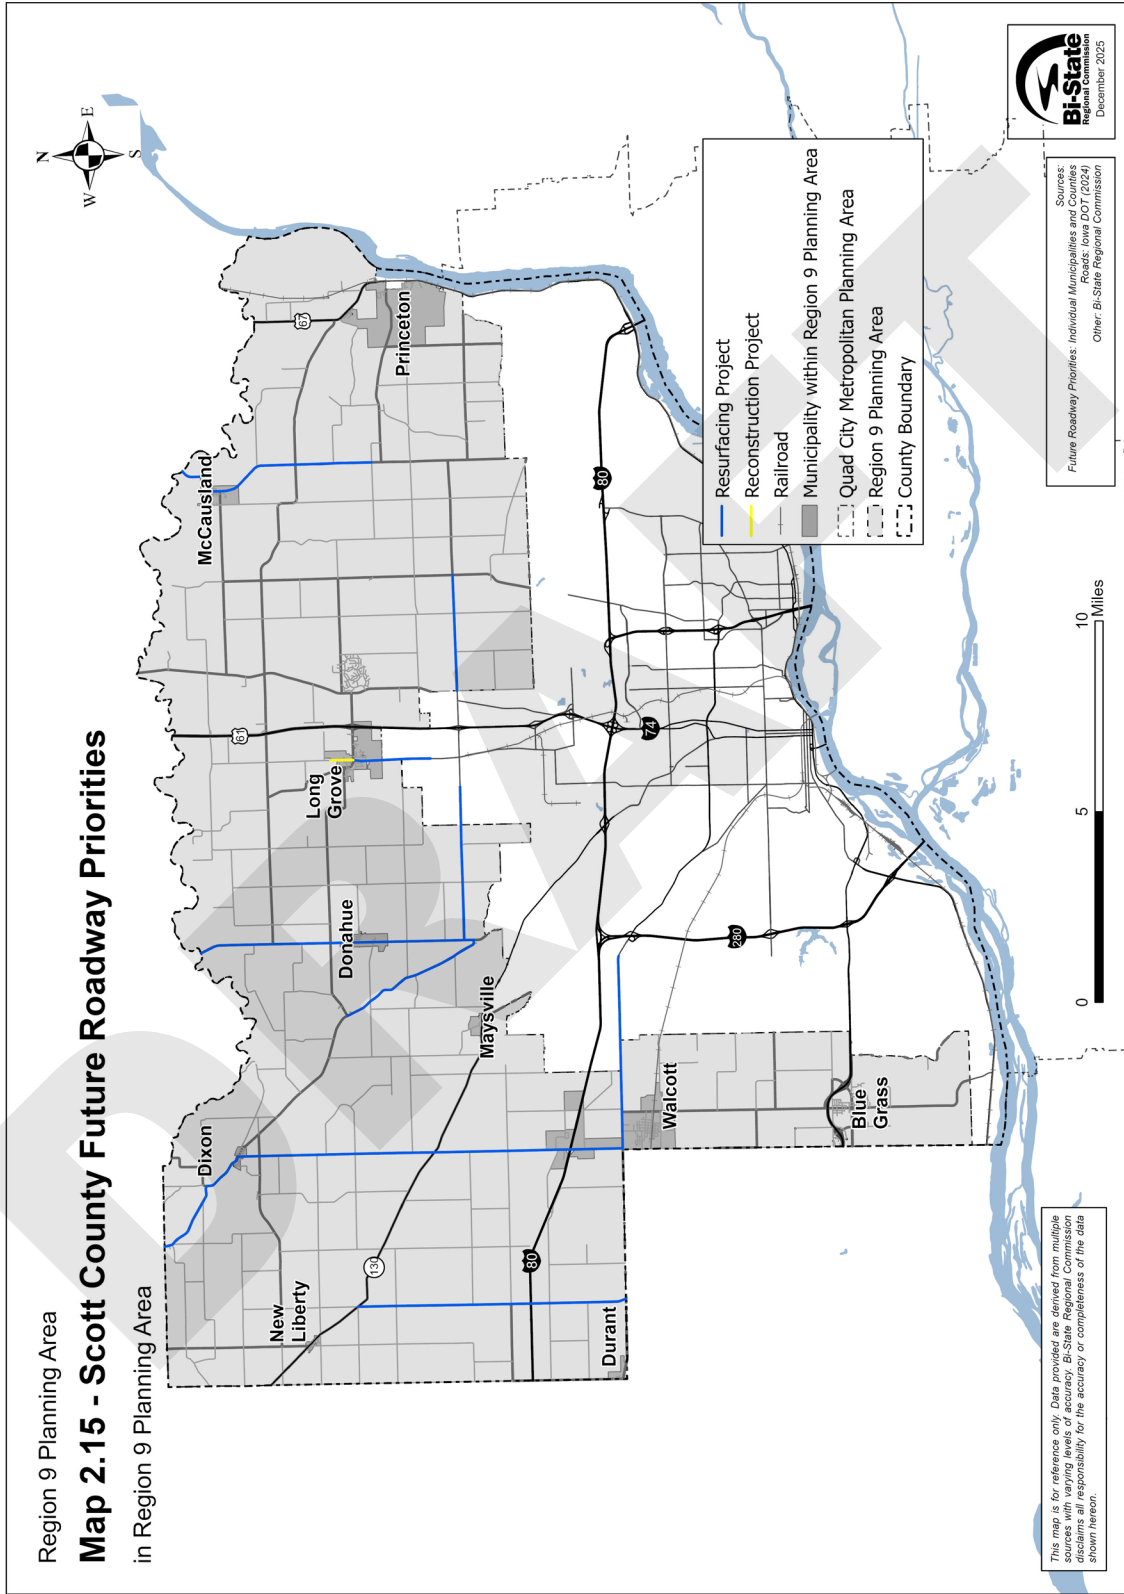 Region 9 Planning Area
Map 2.15 - Scott County Future Roadway Priorities
in Region 9 Planning Area
N
W
E
S
DRAFT
New
Liberty
Dixon
Durant
Donahue
Maysville
Walcott
Blue
Grass
Long
Grove
McCausland
Princeton
130
80
61
67
80
74
280
Resurfacing Project
Reconstruction Project
Railroad
Municipality within Region 9 Planning Area
Quad City Metropolitan Planning Area
Region 9 Planning Area
County Boundary
0
5
10
Miles
This map is for reference only. Data provided are derived from multiple
sources with varying levels of accuracy. Bi-State Regional Commission
disclaims all responsibility for the accuracy or completeness of the data
shown hereon.
Sources:
Future Roadway Priorities: Individual Municipalities and Counties
Roads: Iowa DOT (2024)
Other: Bi-State Regional Commission
Bi-State
Regional Commission
December 2025